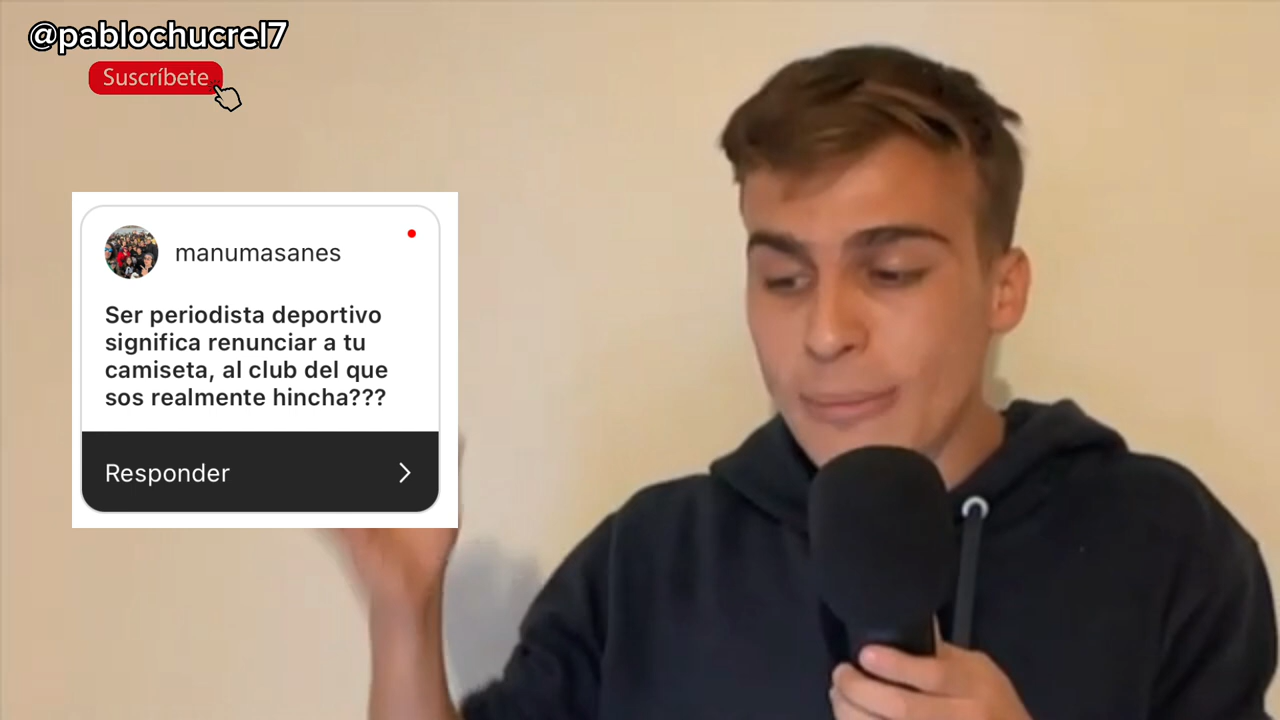 @pablochucrel7
Suscríbete
manumasanes
Ser periodista deportivo
significa renunciar a tu
camiseta, al club del que
sos realmente hincha???
Responder